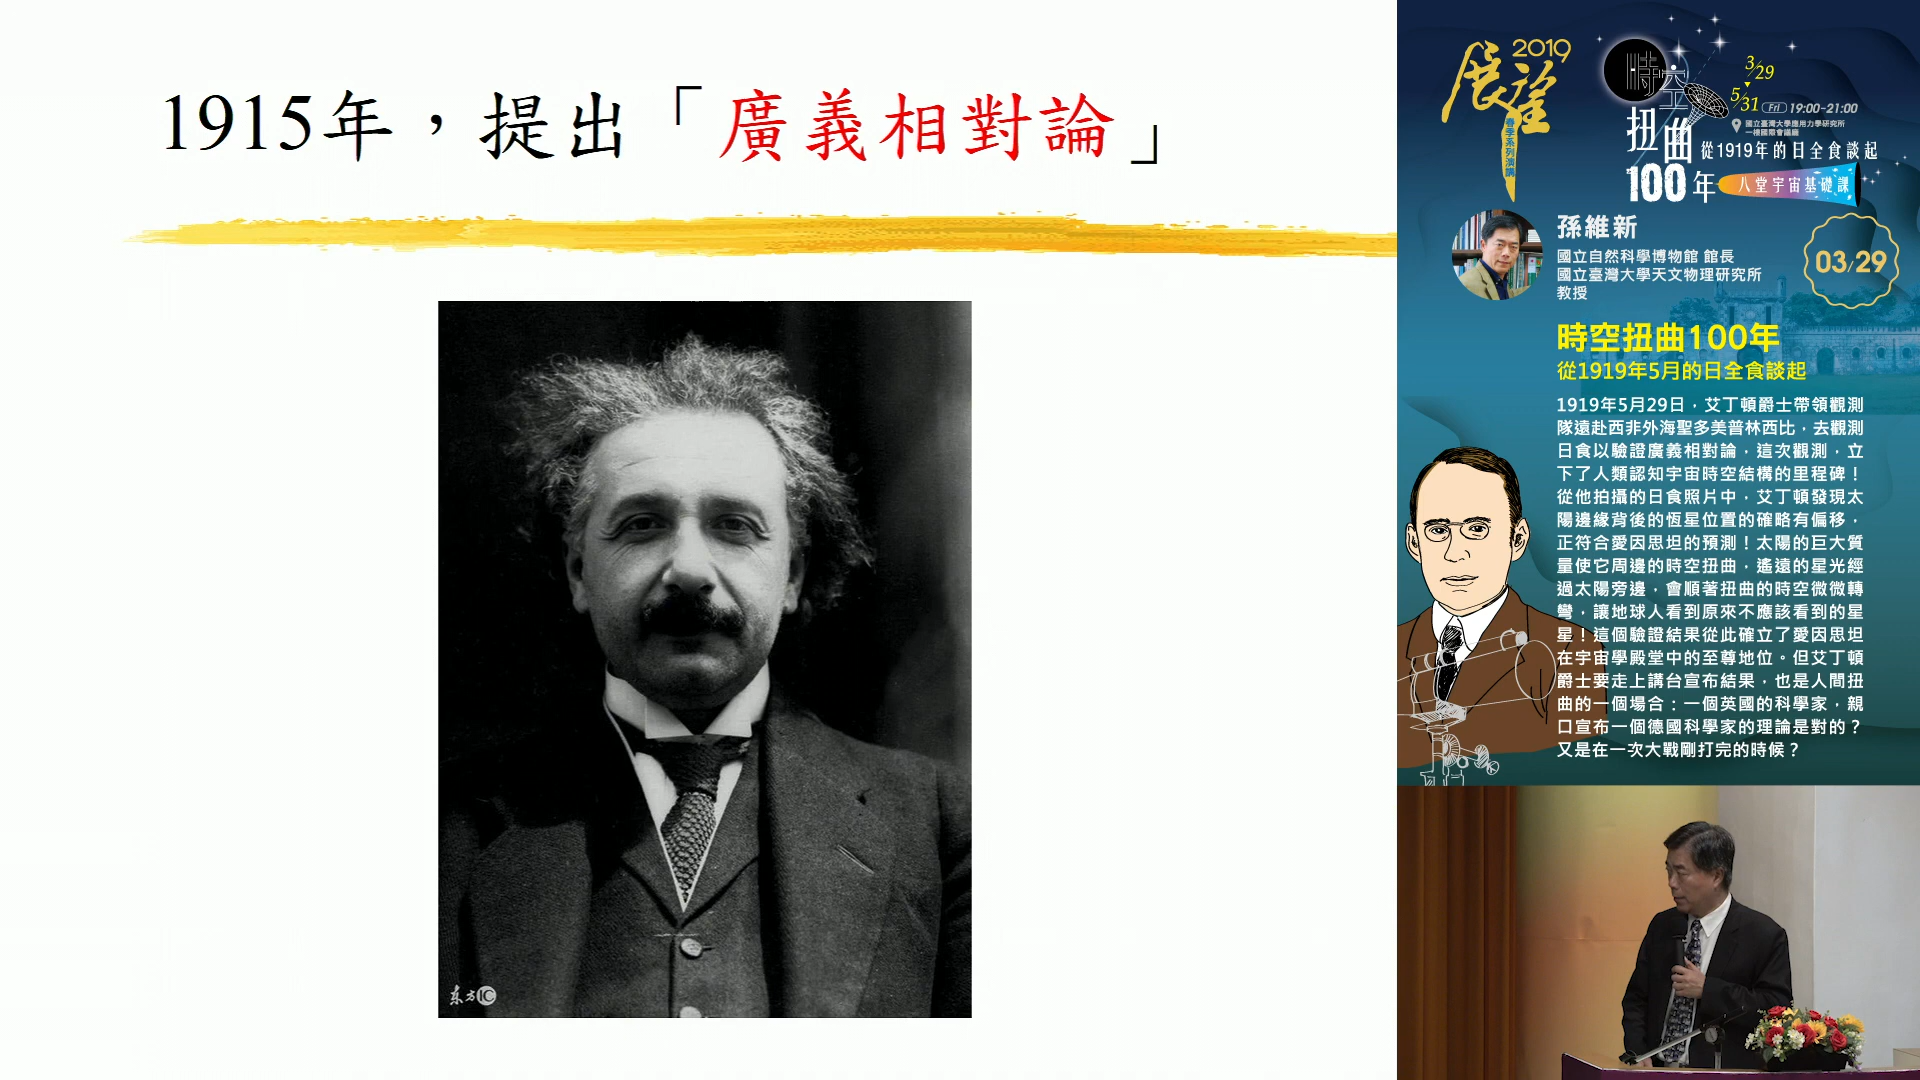 1915年，提出「廣義相對論」
东方IC
2019
展望
春季系列演講
時空
扭曲
100年
3/29
5/31 Fri 19:00~21:00
國立臺灣大學應用力學研究所
一樓國際會議廳
從1919年的日全食談起
八堂宇宙基礎課
孫維新
國立自然科學博物館 館長
國立臺灣大學天文物理研究所
教授
03/29
時空扭曲100年
從1919年5月的日全食談起
1919年5月29日，艾丁頓爵士帶領觀測
隊遠赴西非外海聖多美普林西比，去觀測
日食以驗證廣義相對論，這次觀測，立
下了人類認知宇宙時空結構的里程碑！
從他拍攝的日食照片中，艾丁頓發現太
陽邊緣背後的恆星位置的確略有偏移，
正符合愛因思坦的預測！太陽的巨大質
量使它周邊的時空扭曲，遙遠的星光經
過太陽旁邊，會順著扭曲的時空微微轉
彎，讓地球人看到原來不應該看到的星
星！這個驗證結果從此確立了愛因思坦
在宇宙學殿堂中的至尊地位。但艾丁頓
爵士要走上講台宣布結果，也是人間扭
曲的一個場合：一個英國的科學家，親
口宣布一個德國科學家的理論是對的？
又是在一次大戰剛打完的時候？